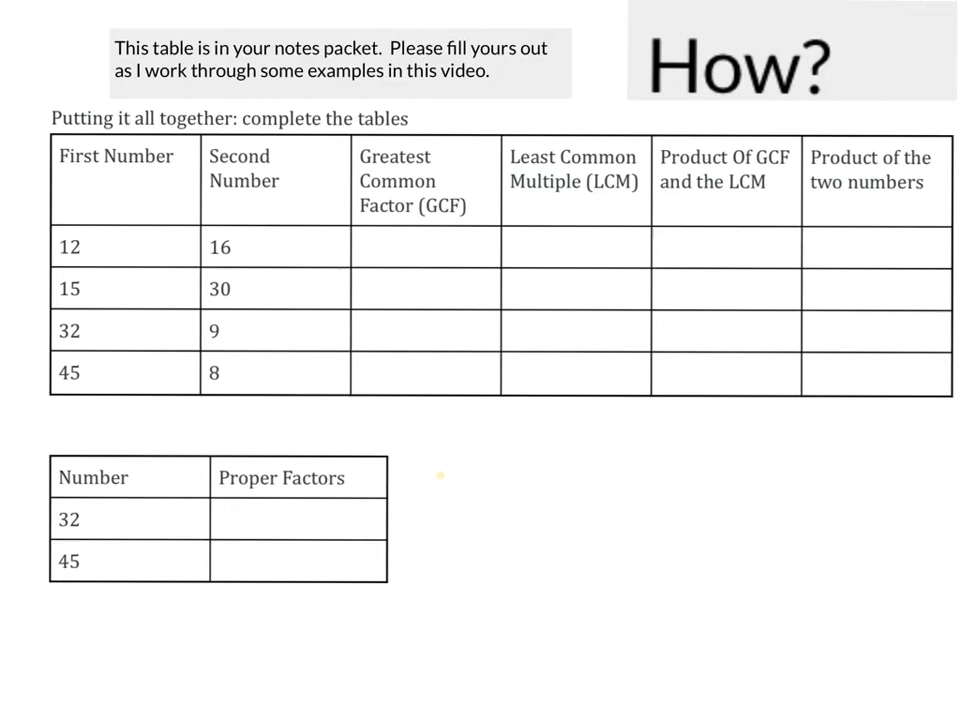 This table is in your notes packet.  Please fill yours out
as I work through some examples in this video.
How?
Putting it all together: complete the tables
First Number
Second
Number
Greatest
Common
Factor (GCF)
Least Common
Multiple (LCM)
Product Of GCF
and the LCM
Product of the
two numbers
12 16
15 30
32 9
45 8
Number Proper Factors
32
45